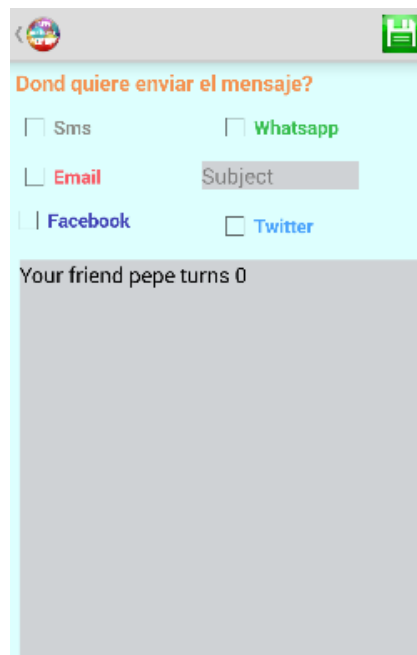 Dond quiere enviar el mensaje?
Sms Whatsapp
Email Subject
Facebook Twitter
Your friend pepe turns 0